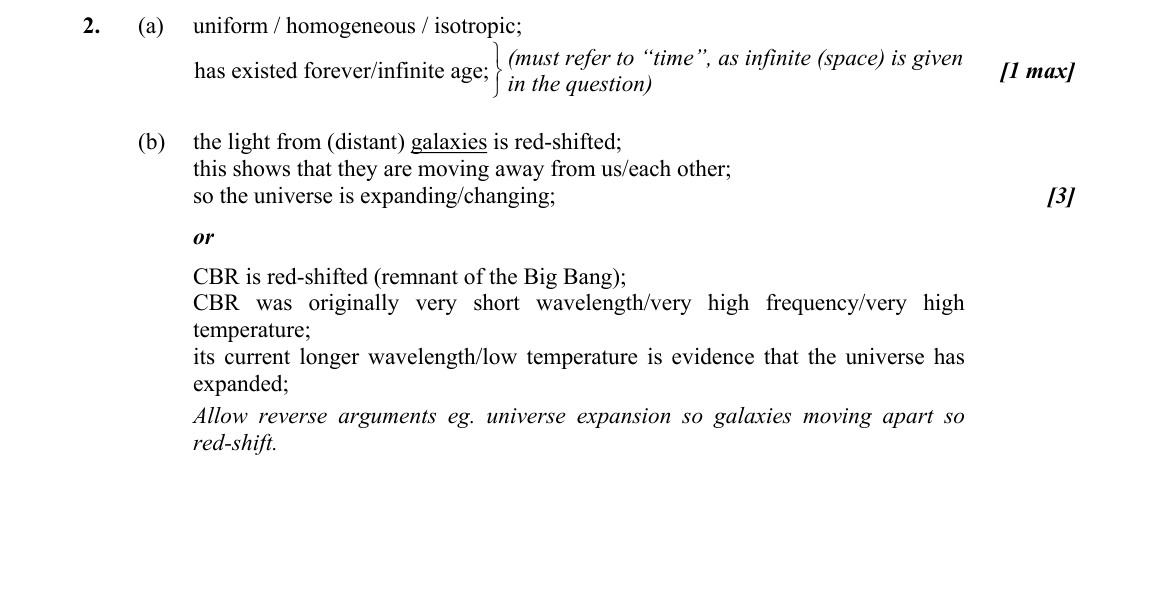 2. (a) uniform / homogeneous / isotropic;
has existed forever/infinite age; (must refer to “time”, as infinite (space) is given
in the question) [1 max]
(b) the light from (distant) galaxies is red-shifted;
this shows that they are moving away from us/each other;
so the universe is expanding/changing; [3]
or
CBR is red-shifted (remnant of the Big Bang);
CBR was originally very short wavelength/very high frequency/very high
temperature;
its current longer wavelength/low temperature is evidence that the universe has
expanded;
Allow reverse arguments eg. universe expansion so galaxies moving apart so
red-shift.